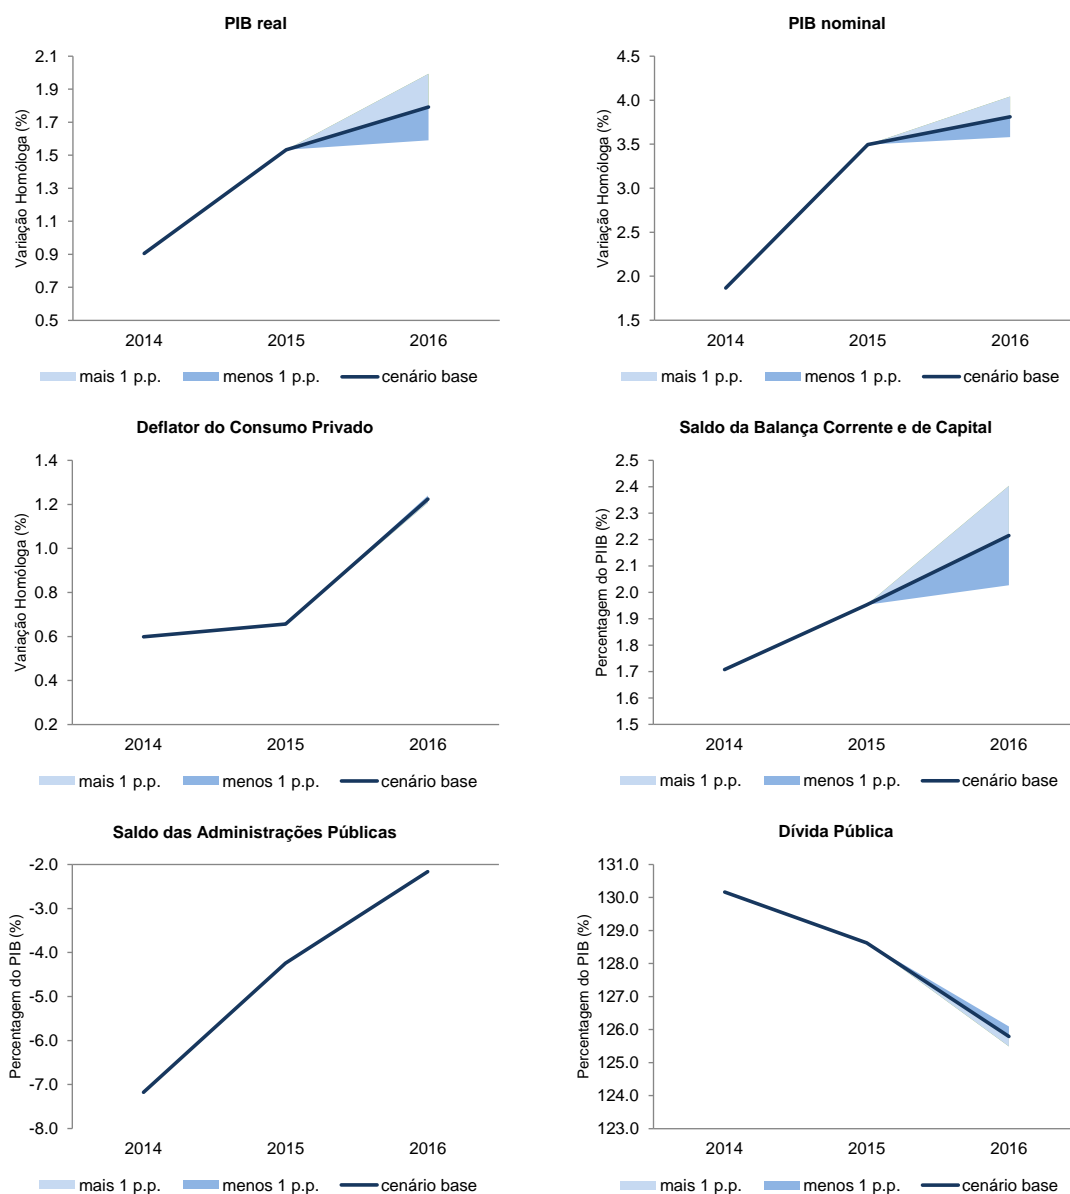 PIB real
Variação Homóloga (%)
2.1
1.9
1.7
1.5
1.3
1.1
0.9
0.7
0.5
2014 2015 2016
mais 1 p.p. menos 1 p.p. cenário base
PIB nominal
Variação Homóloga (%)
4.5
4.0
3.5
3.0
2.5
2.0
1.5
2014 2015 2016
mais 1 p.p. menos 1 p.p. cenário base
Deflator do Consumo Privado
Variação Homóloga (%)
1.4
1.2
1.0
0.8
0.6
0.4
0.2
2014 2015 2016
mais 1 p.p. menos 1 p.p. cenário base
Saldo da Balança Corrente e de Capital
Percentagem do PIIB (%)
2.5
2.4
2.3
2.2
2.1
2.0
1.9
1.8
1.7
1.6
1.5
2014 2015 2016
mais 1 p.p. menos 1 p.p. cenário base
Saldo das Administrações Públicas
Percentagem do PIB (%)
-2.0
-3.0
-4.0
-5.0
-6.0
-7.0
-8.0
2014 2015 2016
mais 1 p.p. menos 1 p.p. cenário base
Dívida Pública
Percentagem do PIB (%)
131.0
130.0
129.0
128.0
127.0
126.0
125.0
124.0
123.0
2014 2015 2016
mais 1 p.p. menos 1 p.p. cenário base